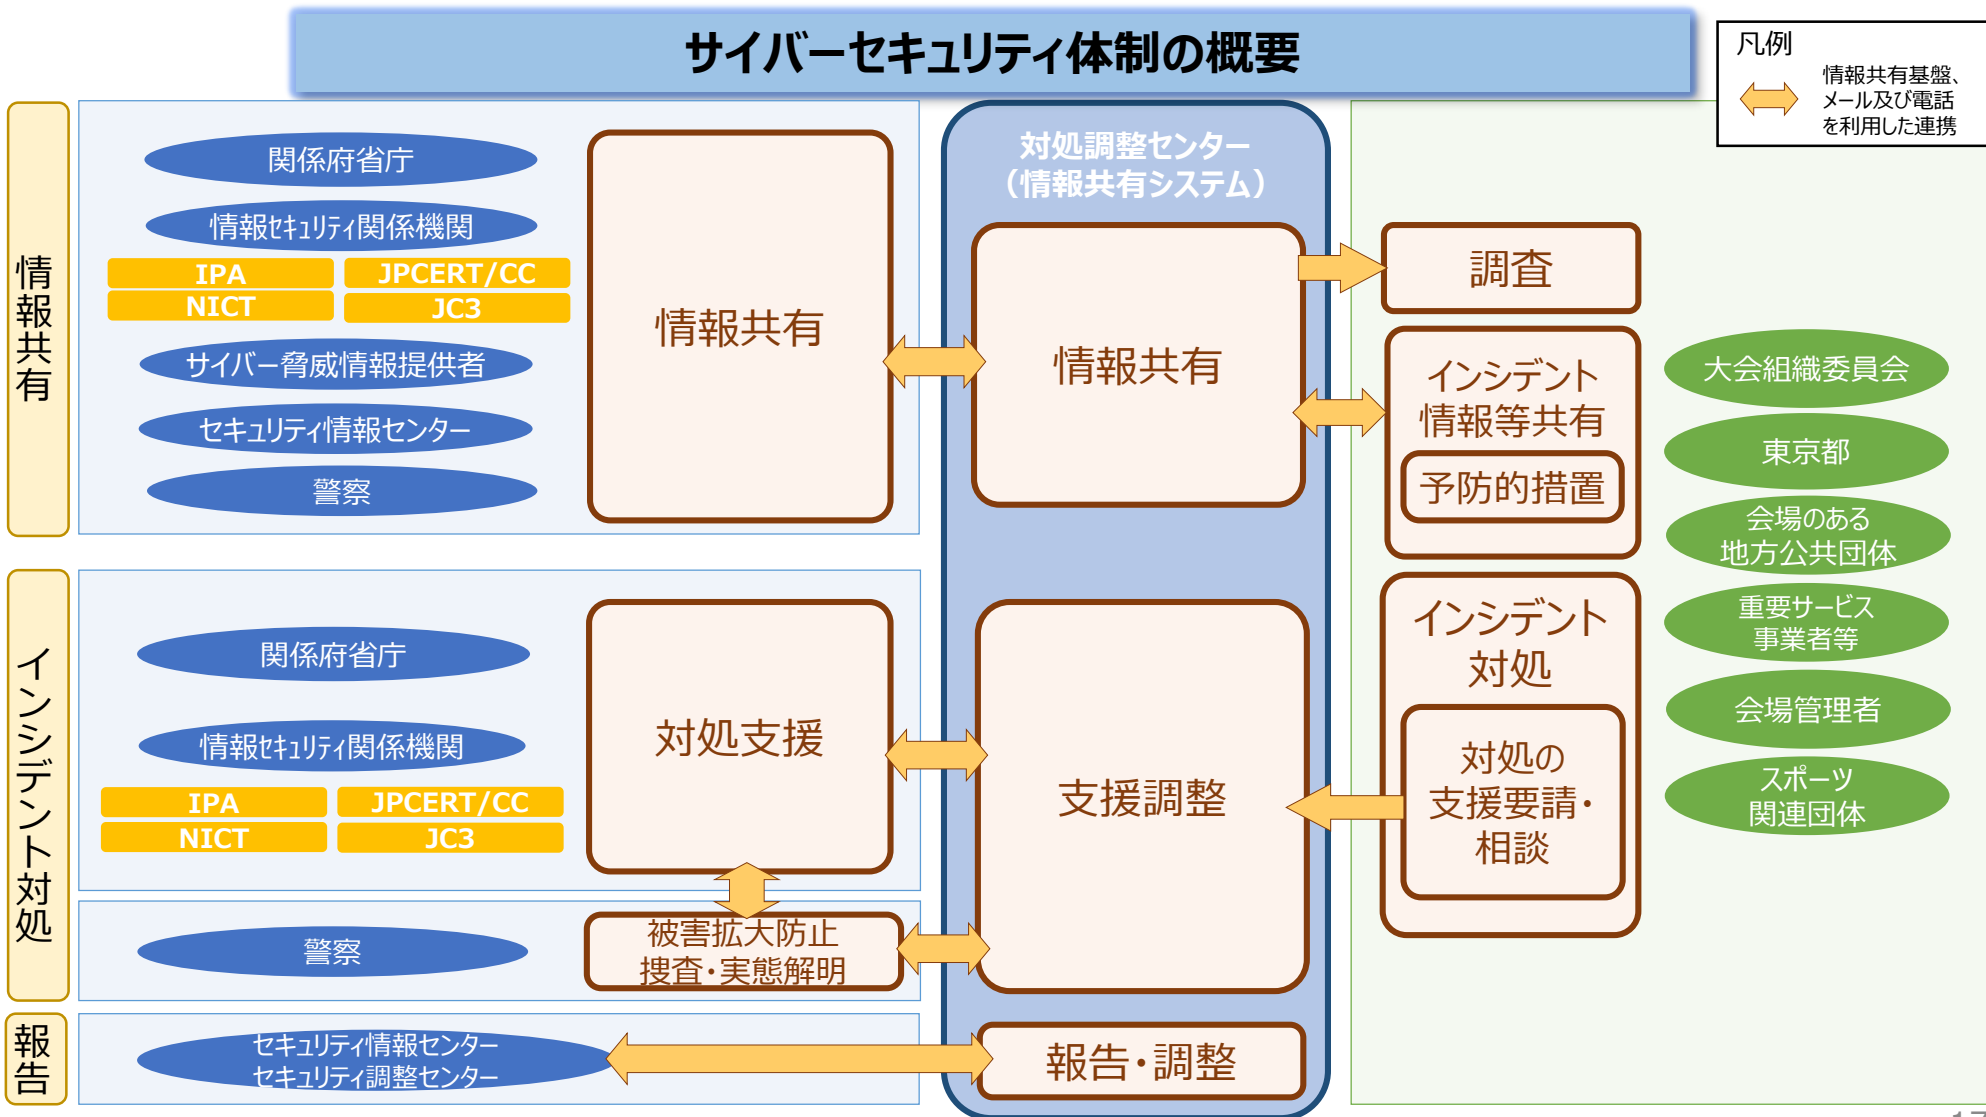 サイバーセキュリティ体制の概要
凡例
情報共有基盤、
メール及び電話
を利用した連携
情報共有
関係府省庁
情報セキュリティ関係機関
IPA
JPCERT/CC
NICT
JC3
サイバー脅威情報提供者
セキュリティ情報センター
警察
情報共有
対処調整センター
（情報共有システム）
情報共有
調査
インシデント
情報等共有
予防的措置
大会組織委員会
東京都
会場のある
地方公共団体
重要サービス
事業者等
会場管理者
スポーツ
関連団体
インシデント対処
関係府省庁
情報セキュリティ関係機関
IPA
JPCERT/CC
NICT
JC3
対処支援
支援調整
インシデント
対処
対処の
支援要請・
相談
警察
被害拡大防止
捜査・実態解明
報告
セキュリティ情報センター
セキュリティ調整センター
報告・調整